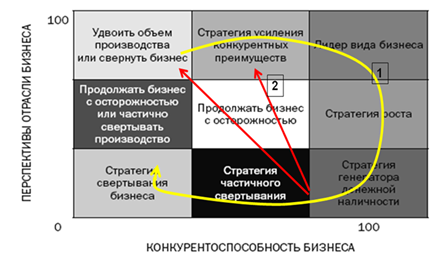 100
Удвоить объем
производства
или свернуть бизнес
Стратегия усиления
конкурентных
преимуществ
Лидер вида бизнеса
1
Продолжать бизнес
с осторожностью
или частично
свертывать
производство
2
Продолжать бизнес
с осторожностью
Стратегия роста
Стратегия
свертывания
бизнеса
Стратегия
частичного
свертывания
Стратегия
генератора
денежной
наличности
0
100
ПЕРСПЕКТИВЫ ОТРАСЛИ БИЗНЕСА
КОНКУРЕНТОСПОСОБНОСТЬ БИЗНЕСА